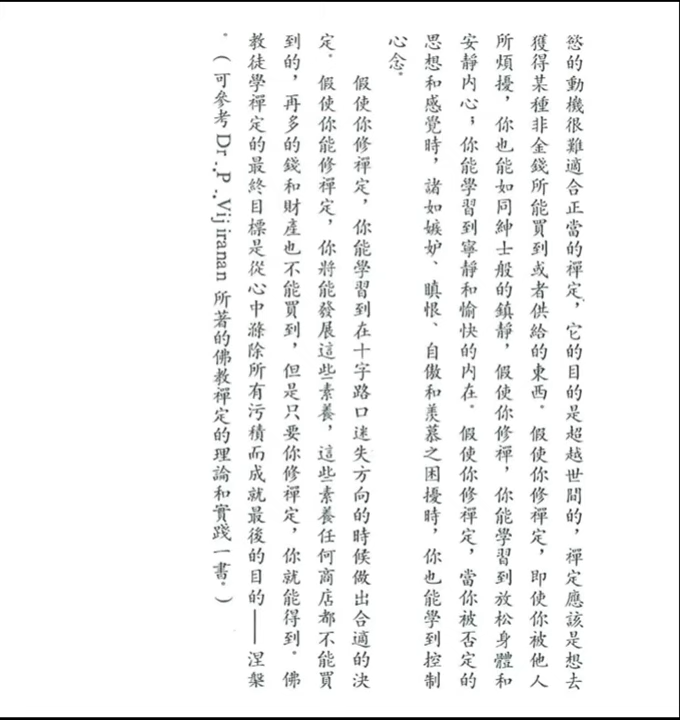 慾的動機很難適合正當的禪定，它的目的是超越世間的，禪定應該是想去
獲得某種非金錢所能買到或者供給的東西。假使你修禪定，即使你被他人
所煩擾，你也能如同紳士般的鎮靜，假使你修禪，你能學習到放松身體和
安靜内心；你能學習到寧靜和愉快的内在。假使你修禪定，當你被否定的
思想和感覺時，諸如嫉妒、瞋恨、自傲和羨慕之困擾時，你也能學到控制
心念。
假使你修禪定，你能學習到在十字路口迷失方向的時候做出合適的決
定。假使你能修禪定，你將能發展這些素養，這些素養任何商店都不能買
到的，再多的錢和財產也不能買到，但是只要你修禪定，你就能得到。佛
教徒學禪定的最終目標是從心中滌除所有污積而成就最後的目的——涅槃
。（可參考Dr．P．Vijiranan 所著的佛教禪定的理論和實踐一書。）